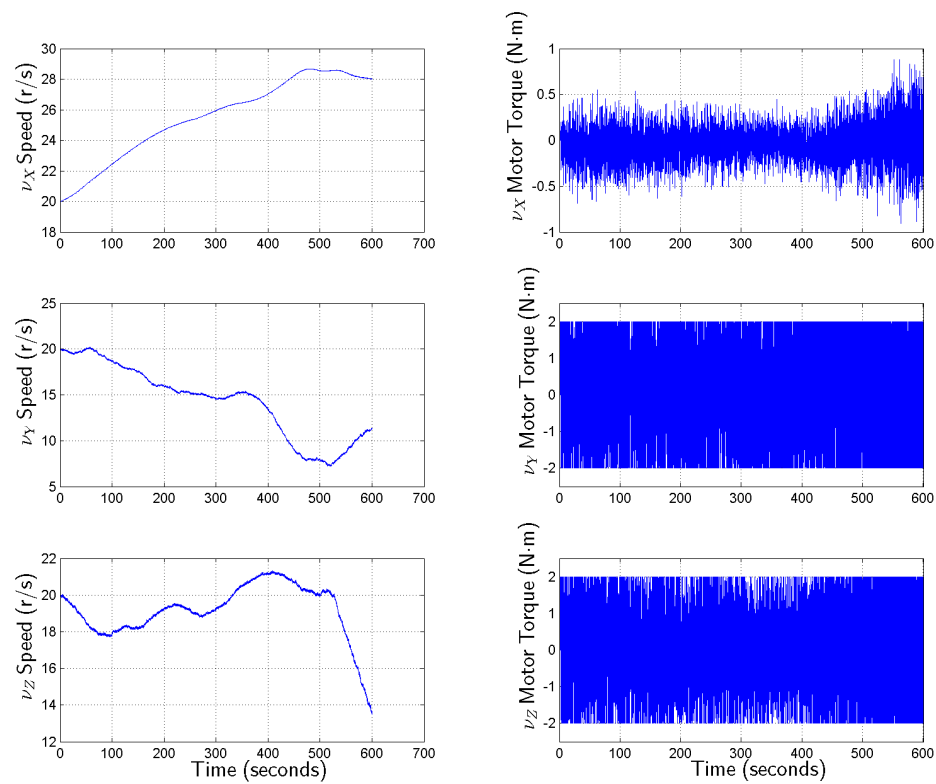 ν_X Speed (r/s)
30
28
26
24
22
20
18
0 100 200 300 400 500 600 700
ν_X Motor Torque (N·m)
1
0.5
0
-0.5
-1
0 100 200 300 400 500 600
ν_Y Speed (r/s)
25
20
15
10
5
0 100 200 300 400 500 600 700
ν_Y Motor Torque (N·m)
2
1
0
-1
-2
0 100 200 300 400 500 600
ν_Z Speed (r/s)
22
20
18
16
14
12
0 100 200 300 400 500 600 700
Time (seconds)
ν_Z Motor Torque (N·m)
2
1
0
-1
-2
0 100 200 300 400 500 600
Time (seconds)